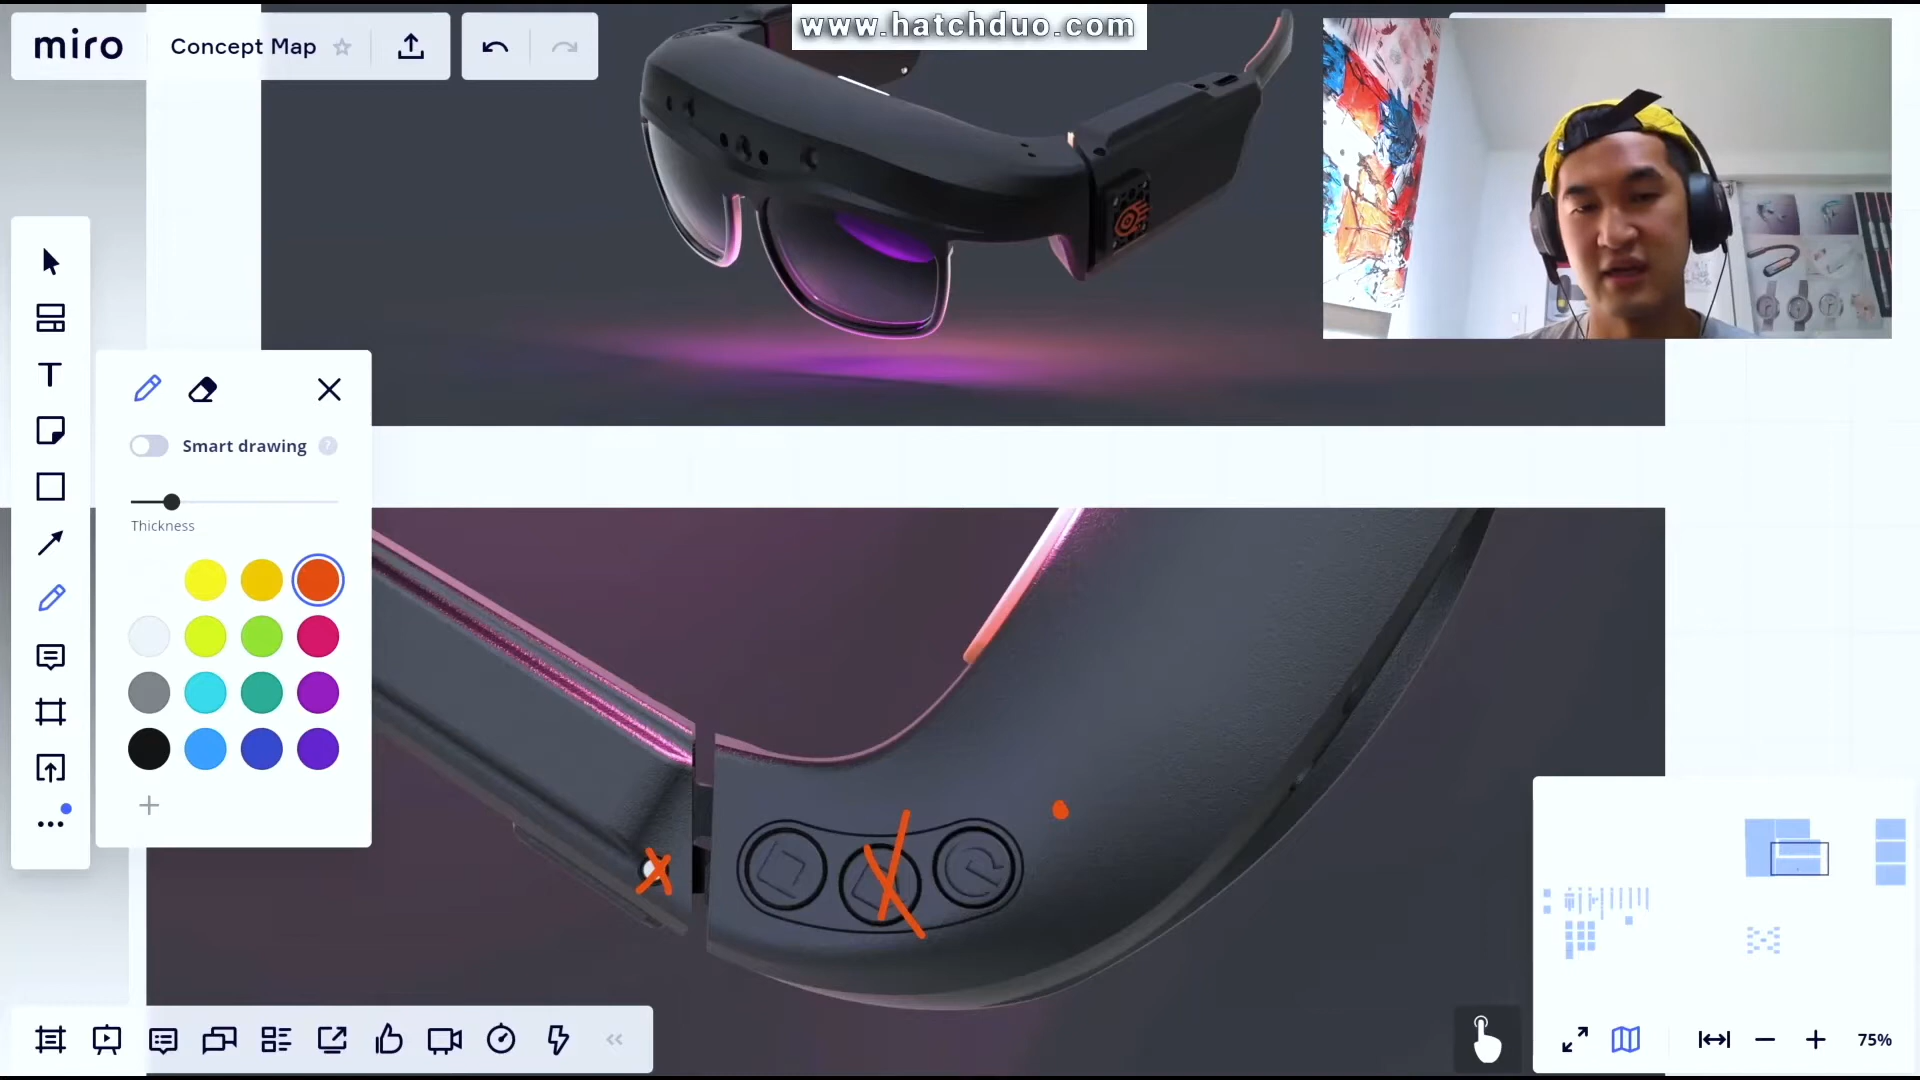 www.hatchduo.com
miro
Concept Map
T
Smart drawing ?
Thickness
75%